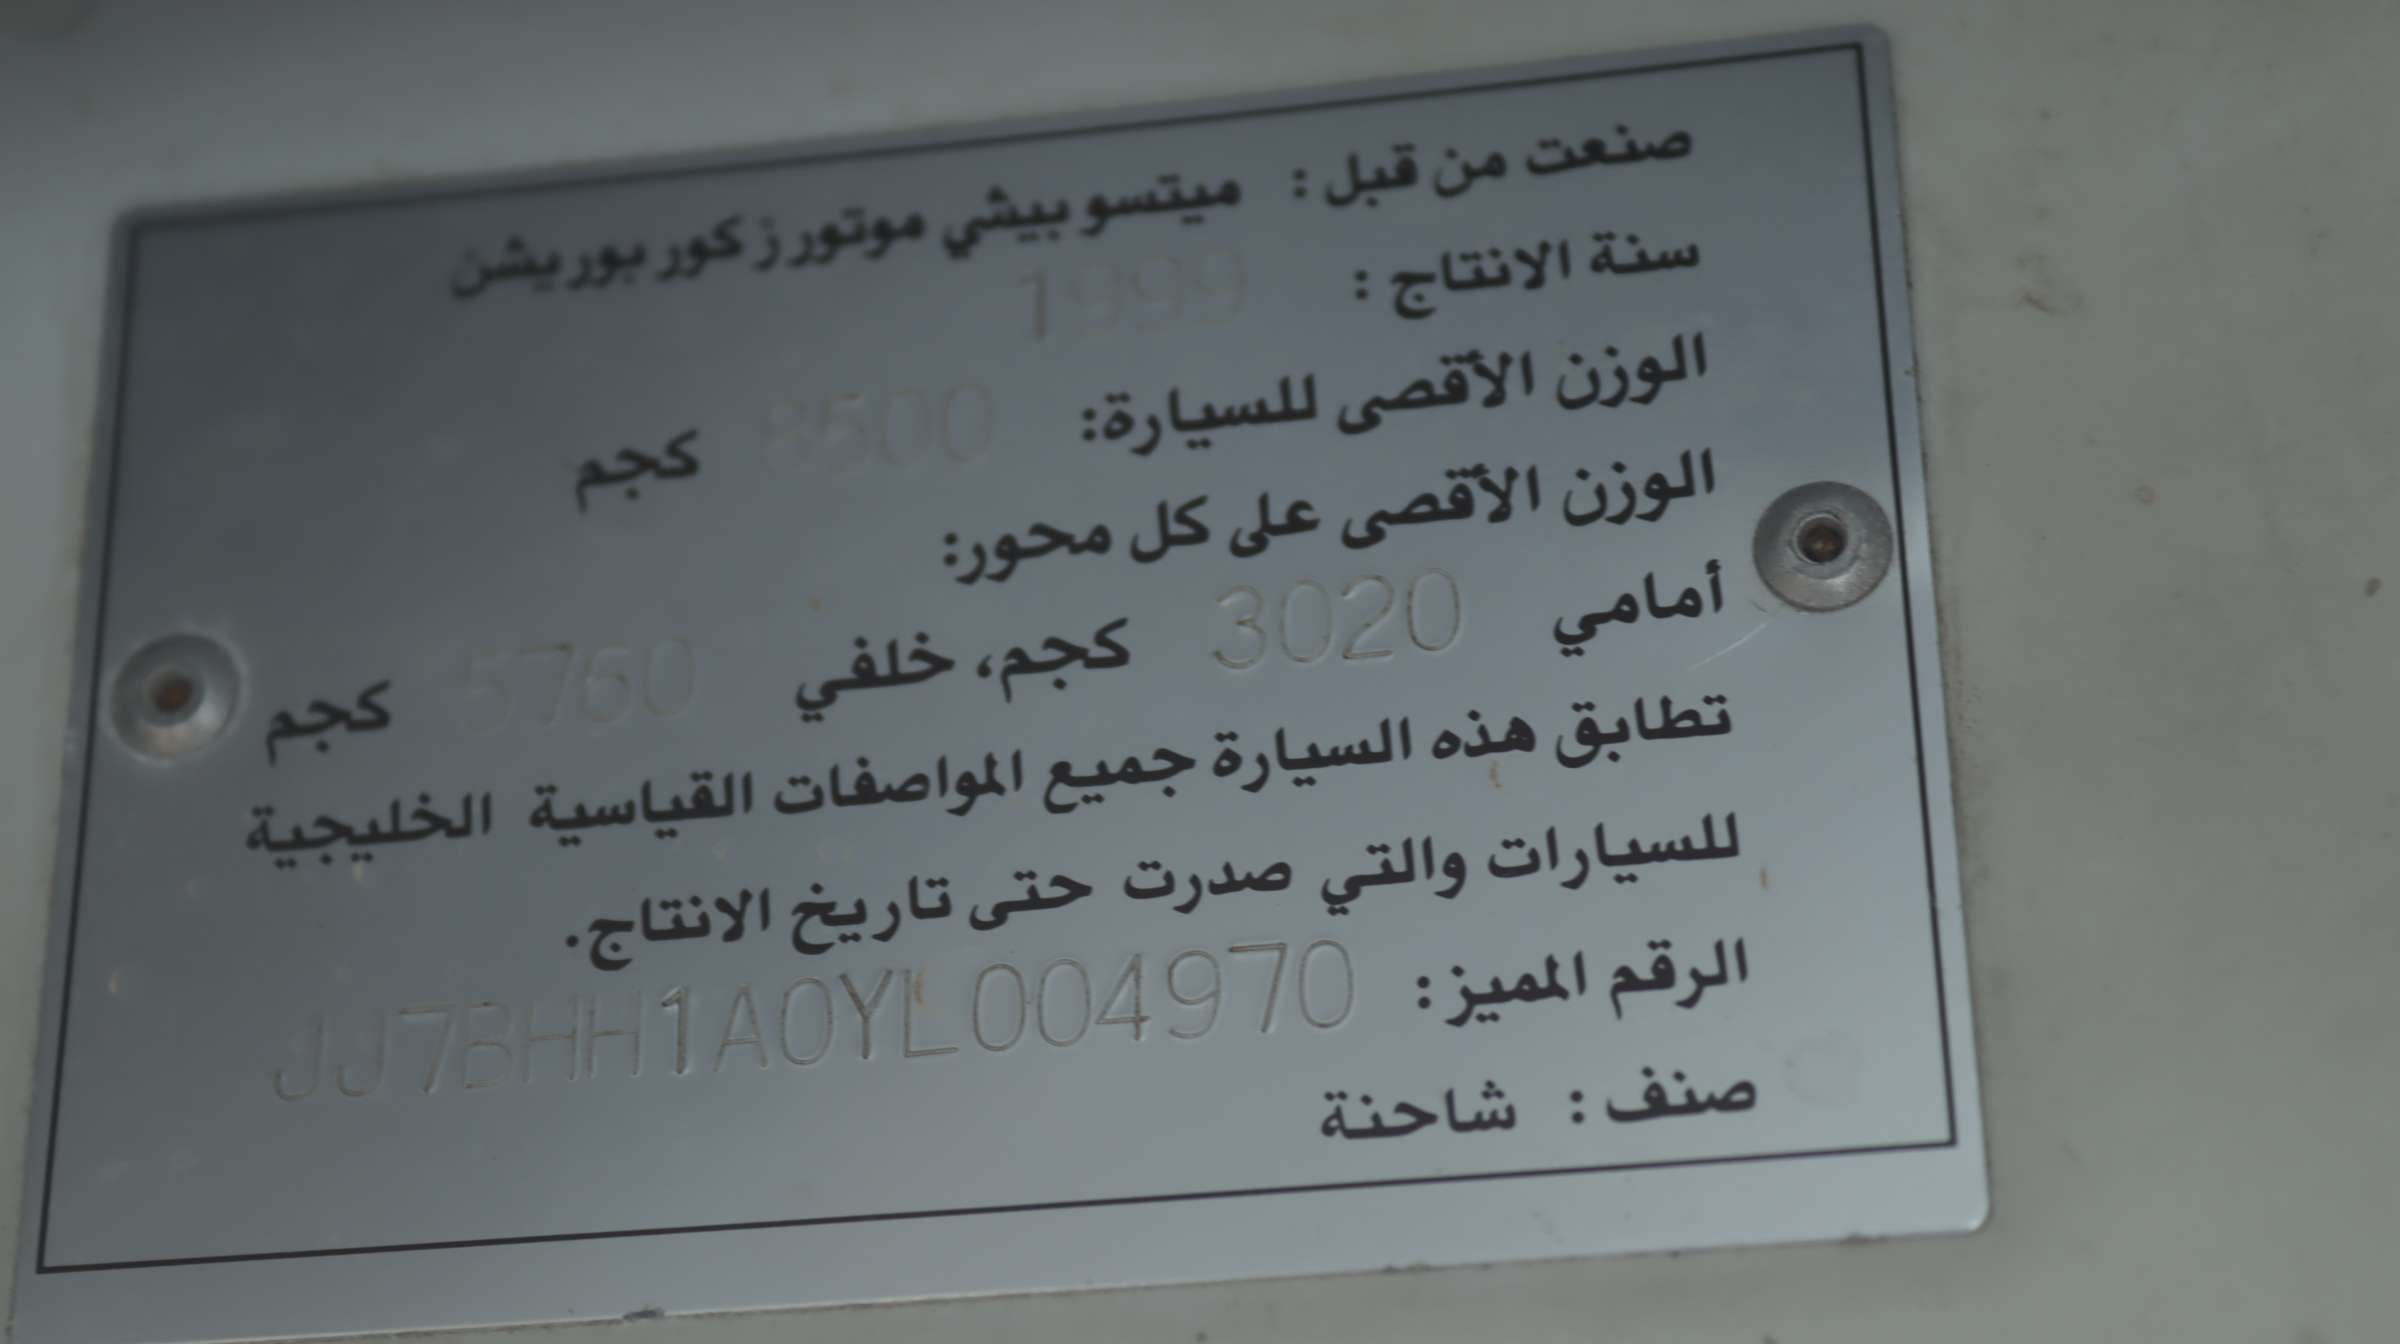 صنعت من قبل : ميتسوبيشي موتورز كوربوريشن
سنة الانتاج : 1999
الوزن الأقصى للسيارة: 8500 كجم
الوزن الأقصى على كل محور:
أمامي 3020 كجم، خلفي 5760 كجم
تطابق هذه السيارة جميع المواصفات القياسية الخليجية
للسيارات والتي صدرت حتى تاريخ الانتاج.
الرقم المميز: JJ7BHH1A0YL004970
صنف : شاحنة